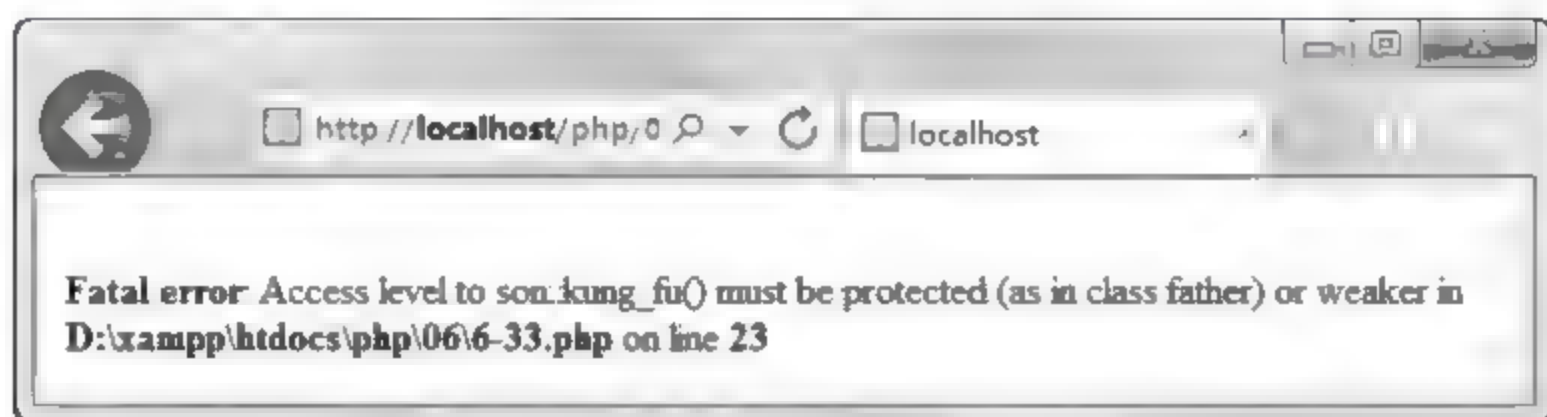 http //localhost/php/0
localhost
Fatal error Access level to son:kung_fu() must be protected (as in class father) or weaker in
D:\xampp\htdocs\php\06\6-33.php on line 23